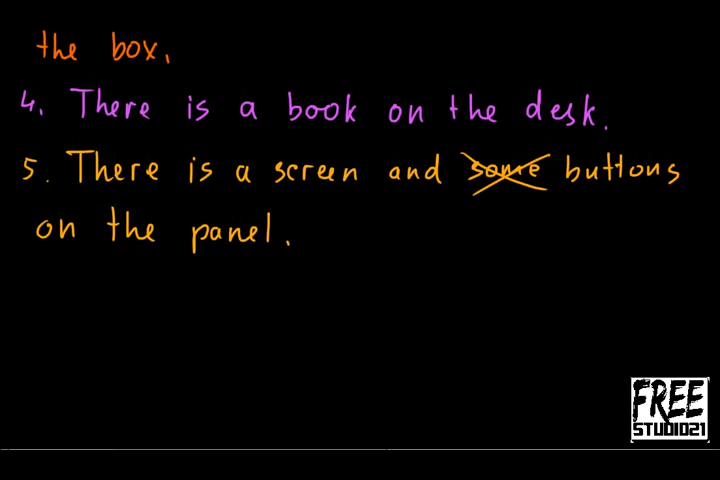 the box.
4. There is a book on the desk.
5. There is a screen and some buttons
on the panel.
FREE
STUDIO21